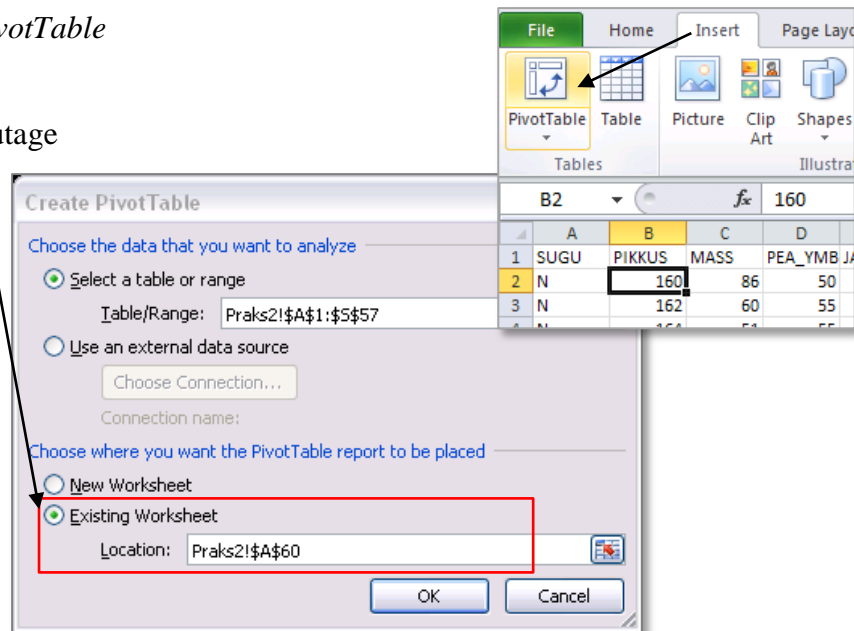 File Home Insert Page Layo
PivotTable Table Picture Clip Art Shapes
Tables Illustra
B2 fx 160
A B C D
1 SUGU PIKKUS MASS PEA_YMB JA
2 N 160 86 50
3 N 162 60 55
votTable
utage
Create PivotTable
Choose the data that you want to analyze
Select a table or range
Table/Range: Praks2!$A$1:$S$57
Use an external data source
Choose Connection...
Connection name:
Choose where you want the PivotTable report to be placed
New Worksheet
Existing Worksheet
Location: Praks2!$A$60
OK Cancel